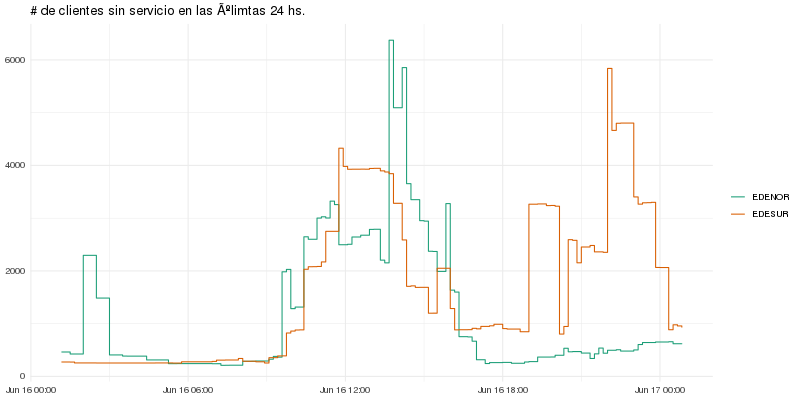 # de clientes sin servicio en las Ãºlimtas 24 hs.
6000
4000
2000
0
Jun 16 00:00
Jun 16 06:00
Jun 16 12:00
Jun 16 18:00
Jun 17 00:00
EDENOR
EDESUR